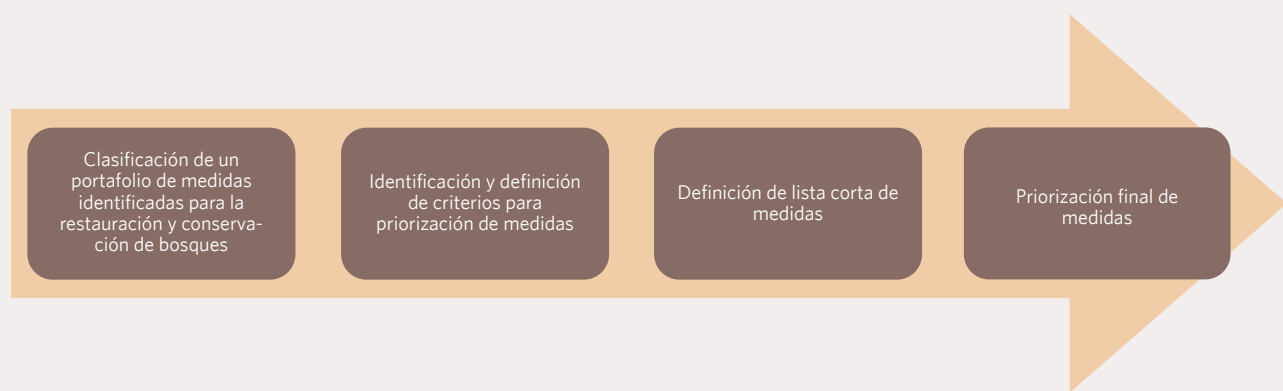 Clasificación de un
portafolio de medidas
identificadas para la
restauración y conserva-
ción de bosques
Identificación y definición
de criterios para
priorización de medidas
Definición de lista corta de
medidas
Priorización final de
medidas